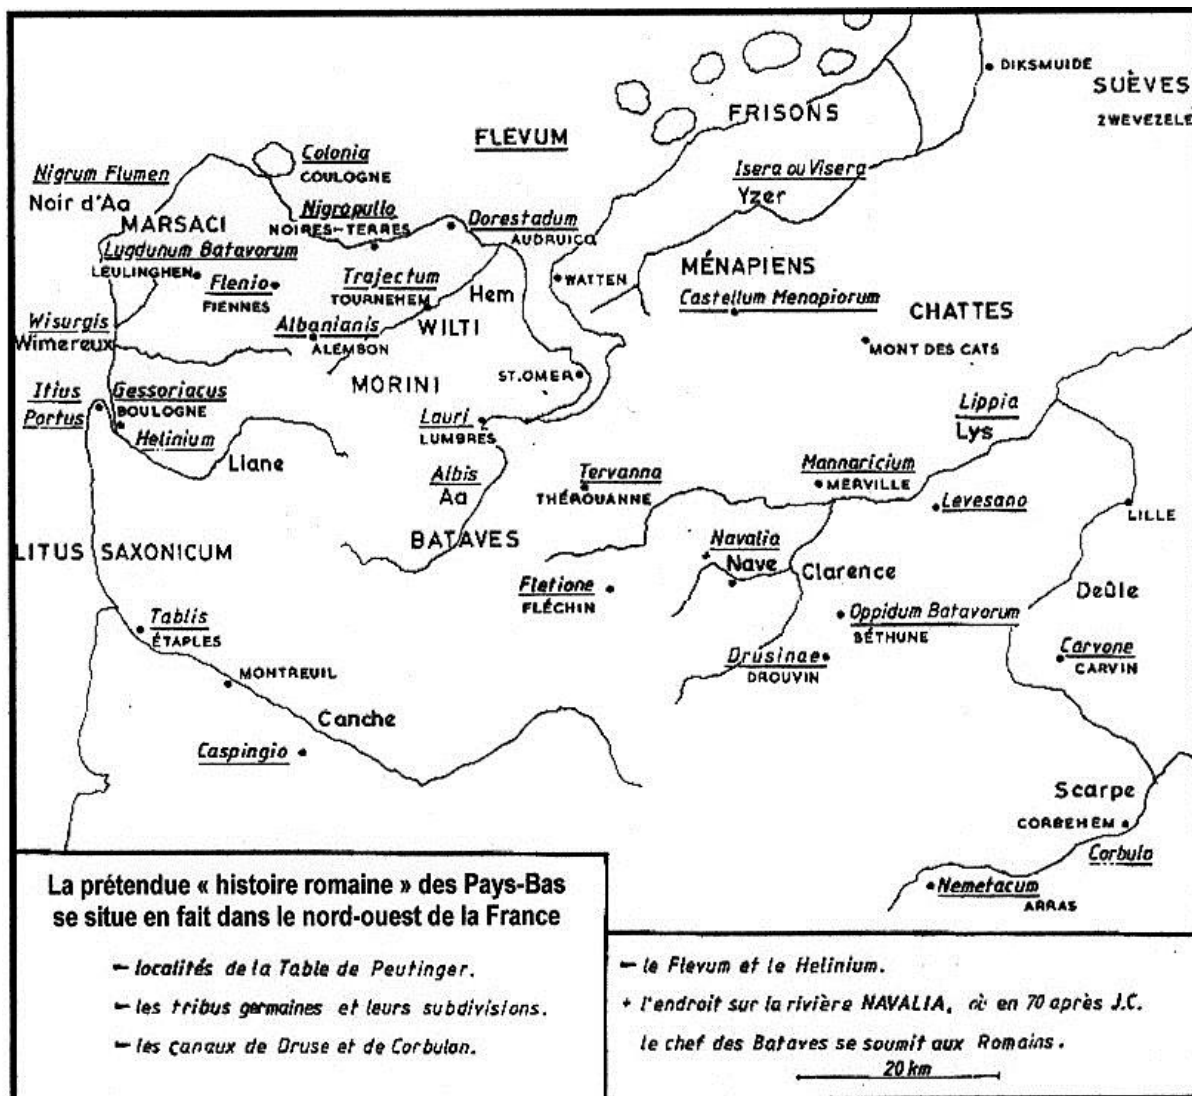 DIKSMUIDE
SUÈVES
ZWEVEZELE
FRISONS
FLEVUM
Colonia
COULOGNE
Isera ou Visera
Yzer
Nigrum Flumen
Noir d'Aa
MARSACI
Nigropullo
NOIRES-TERRES
Dorestadum
AUDRUICQ
Lugdunum Batavorum
LEULINGHEN
Flenio
FIENNES
Trajectum
TOURNEHEM
Hem
WATTEN
MÉNAPIENS
Castellum Menapiorum
CHATTES
Wisurgis
Wimereux
Albanianis
ALEMBON
WILTI
MONT DES CATS
MORINI
ST.OMER
Itius
Portus
Gessoriacus
BOULOGNE
Helinium
Liane
Lauri
LUMBRES
Lippia
Lys
Albis
Aa
Tervanna
THÉROUANNE
Mannaricium
MERVILLE
Levesano
LILLE
LITUS SAXONICUM
BATAVES
Navalia
Nave
Clarence
Fletione
FLÉCHIN
Deûle
Tablis
ÉTAPLES
Oppidum Batavorum
BÉTHUNE
Drusinae
DROUVIN
Carvone
CARVIN
MONTREUIL
Canche
Caspingio
Scarpe
CORBEHEM
Corbulo
Nemetacum
ARRAS
La prétendue « histoire romaine » des Pays-Bas
se situe en fait dans le nord-ouest de la France
– localités de la Table de Peutinger.
– les tribus germaines et leurs subdivisions.
– les canaux de Druse et de Corbulon.
– le Flevum et le Helinium.
+ l'endroit sur la rivière NAVALIA, où en 70 après J.C.
le chef des Bataves se soumit aux Romains.
20 km